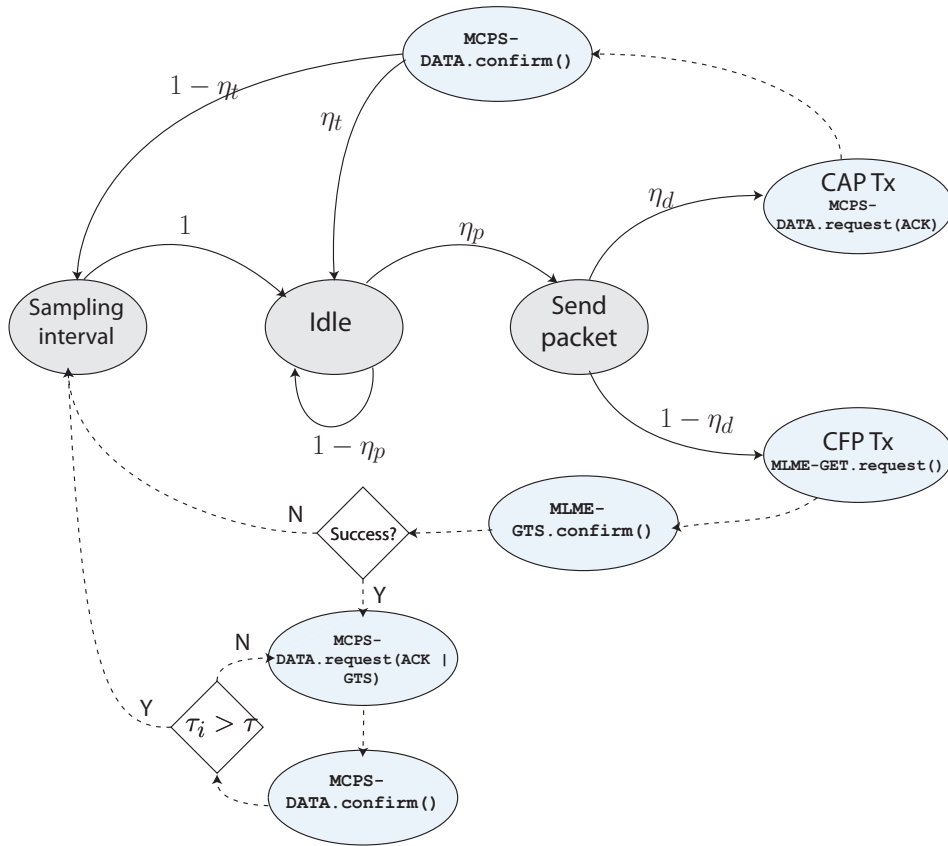 MCPS-
DATA.confirm()
1 − η_t
η_t
CAP Tx
MCPS-
DATA.request(ACK)
η_d
1
η_p
Sampling
interval
Idle
Send
packet
1 − η_p
1 − η_d
CFP Tx
MLME-GET.request()
MLME-
GTS.confirm()
N
Success?
Y
MCPS-
DATA.request(ACK |
GTS)
N
Y
τ_i > τ
MCPS-
DATA.confirm()